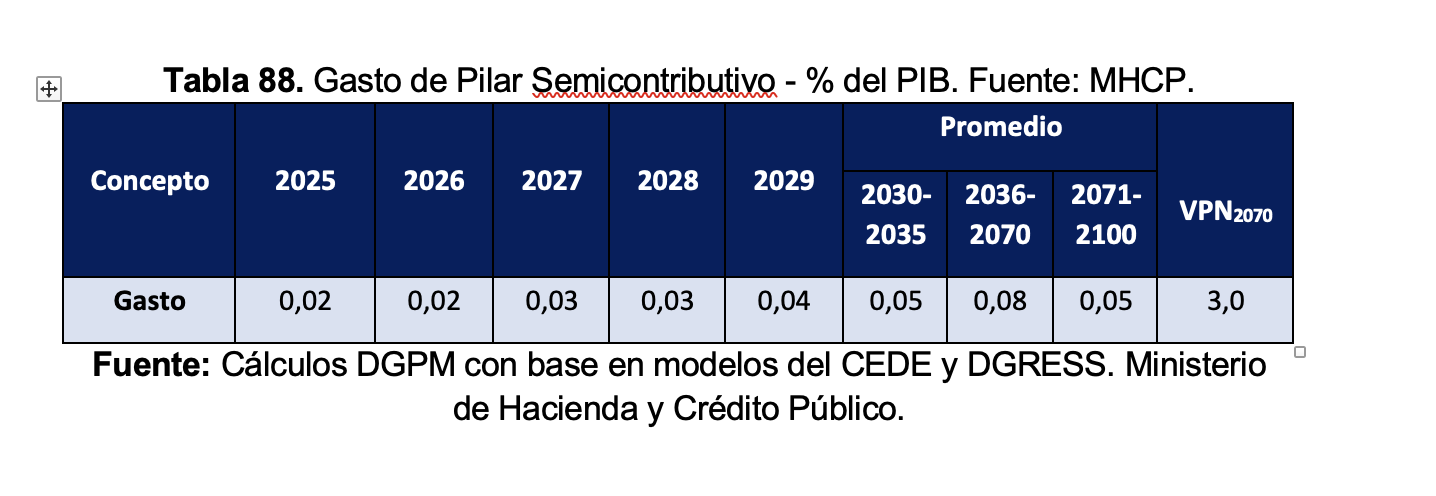 Tabla 88. Gasto de Pilar Semicontributivo - % del PIB. Fuente: MHCP.
Concepto 2025 2026 2027 2028 2029 Promedio VPN2070
2030- 2036- 2071-
2035 2070 2100
Gasto 0,02 0,02 0,03 0,03 0,04 0,05 0,08 0,05 3,0
Fuente: Cálculos DGPM con base en modelos del CEDE y DGRESS. Ministerio
de Hacienda y Crédito Público.